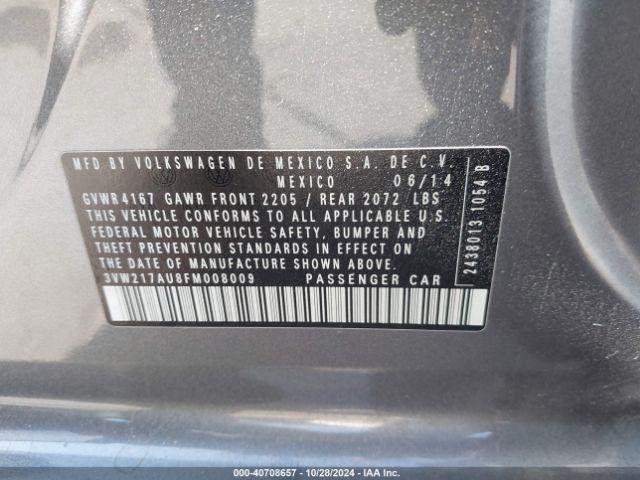 MFD BY VOLKSWAGEN DE MEXICO S.A. DE C.V.
MEXICO 06/14
GVWR 4167 GAWR FRONT 2205 / REAR 2072 LBS
THIS VEHICLE CONFORMS TO ALL APPLICABLE U.S.
FEDERAL MOTOR VEHICLE SAFETY, BUMPER AND
THEFT PREVENTION STANDARDS IN EFFECT ON
THE DATE OF MANUFACTURE SHOWN ABOVE
3VW217AU8FM008009 PASSENGER CAR
2438013 1054 B
000-40708657 - 10/28/2024 - IAA Inc.